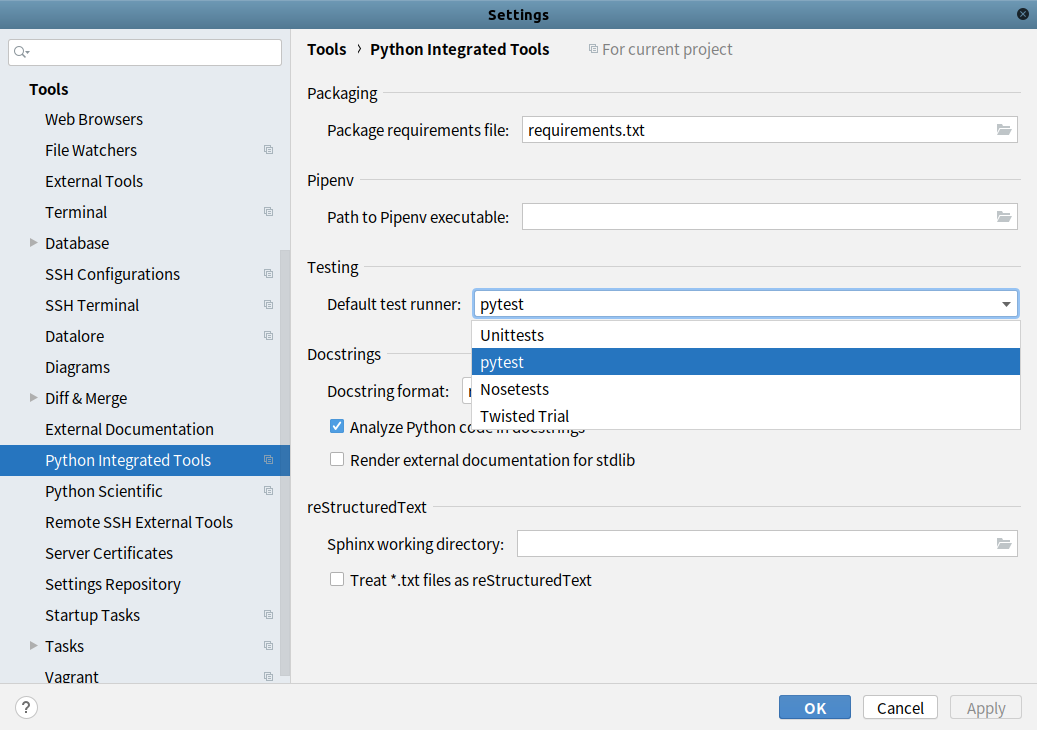 Settings
Tools
Web Browsers
File Watchers
External Tools
Terminal
Database
SSH Configurations
SSH Terminal
Datalore
Diagrams
Diff & Merge
External Documentation
Python Integrated Tools
Python Scientific
Remote SSH External Tools
Server Certificates
Settings Repository
Startup Tasks
Tasks
Vagrant
Tools › Python Integrated Tools For current project
Packaging
Package requirements file: requirements.txt
Pipenv
Path to Pipenv executable:
Testing
Default test runner: pytest
Unittests
pytest
Nosetests
Twisted Trial
Docstrings
Docstring format:
Analyze Python code in docstrings
Render external documentation for stdlib
reStructuredText
Sphinx working directory:
Treat *.txt files as reStructuredText
?
OK Cancel Apply